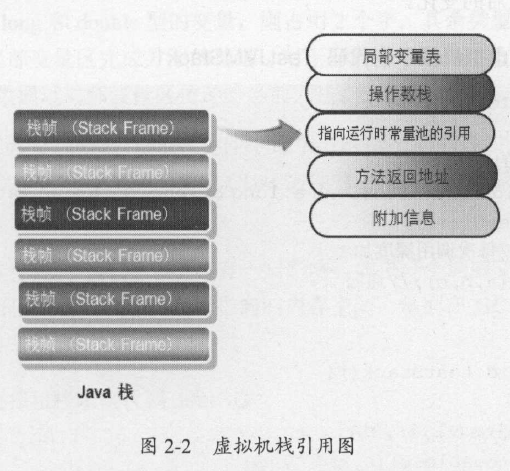 局部变量表
操作数栈
指向运行时常量池的引用
方法返回地址
附加信息
栈帧 （Stack Frame）
栈帧 （Stack Frame）
栈帧 （Stack Frame）
栈帧 （Stack Frame）
栈帧 （Stack Frame）
栈帧 （Stack Frame）
Java 栈
图 2-2 虚拟机栈引用图